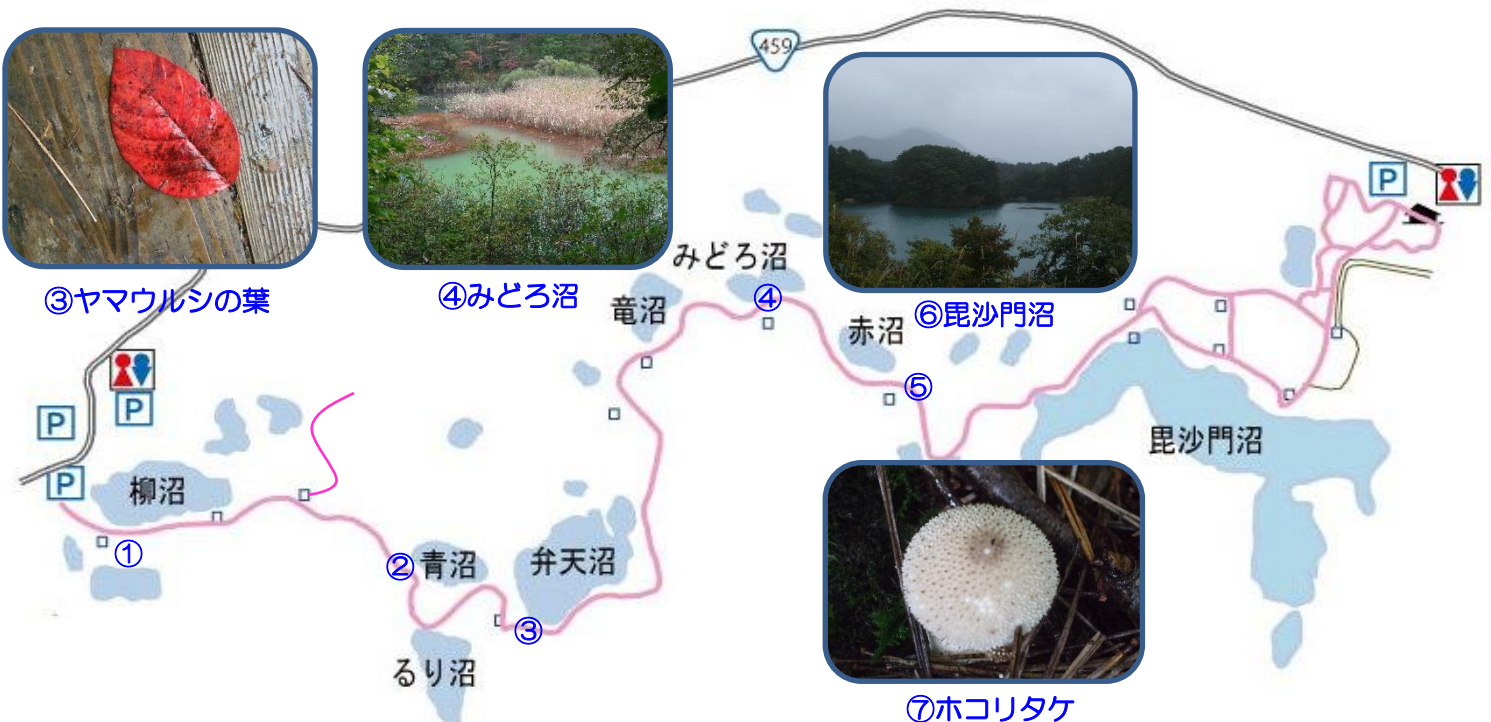 459
P
③ヤマウルシの葉
④みどろ沼
⑥毘沙門沼
みどろ沼
④
竜沼
赤沼
⑤
P
P
毘沙門沼
P
柳沼
①
②
青沼
弁天沼
③
るり沼
⑦ホコリタケ